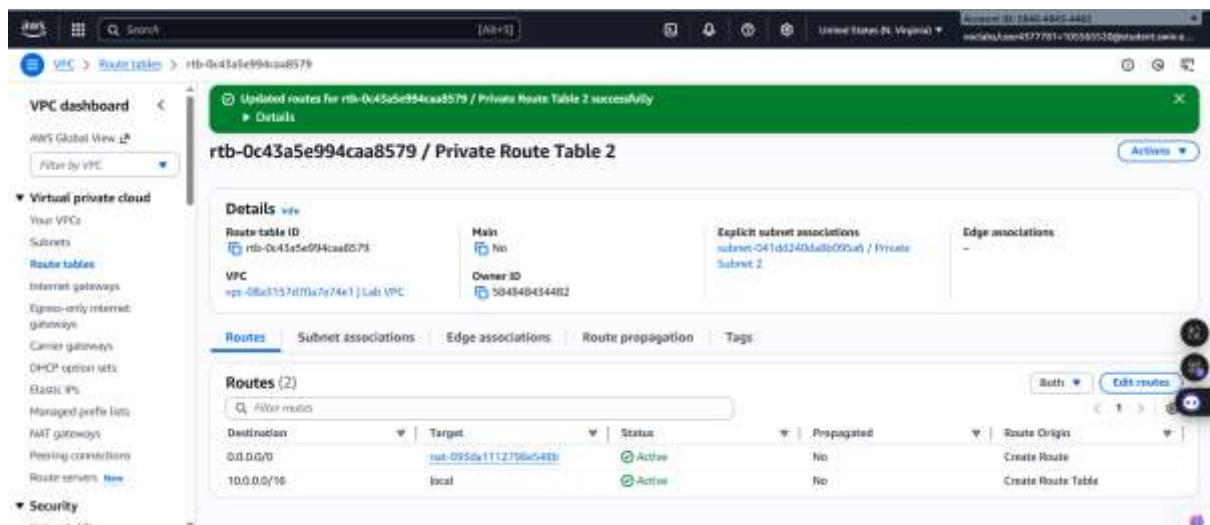 aws
Search
[Alt+S]
United States (N. Virginia)
VPC > Route tables > rtb-0c43a5e994caa8579
VPC dashboard
AWS Global View
Filter by VPC
Virtual private cloud
Your VPCs
Subnets
Route tables
Internet gateways
Egress-only internet
gateways
Carrier gateways
DHCP option sets
Elastic IPs
Managed prefix lists
NAT gateways
Peering connections
Route servers New
Security
Updated routes for rtb-0c43a5e994caa8579 / Private Route Table 2 successfully
Details
rtb-0c43a5e994caa8579 / Private Route Table 2
Actions
Details Info
Route table ID
rtb-0c43a5e994caa8579
Main
No
Explicit subnet associations
/ Private
Subnet 2
Edge associations
–
VPC
| Lab VPC
Owner ID
Routes
Subnet associations
Edge associations
Route propagation
Tags
Routes (2)
Both
Edit routes
Filter routes
1
Destination Target Status Propagated Route Origin
0.0.0.0/0 Active No Create Route
10.0.0.0/16 local Active No Create Route Table